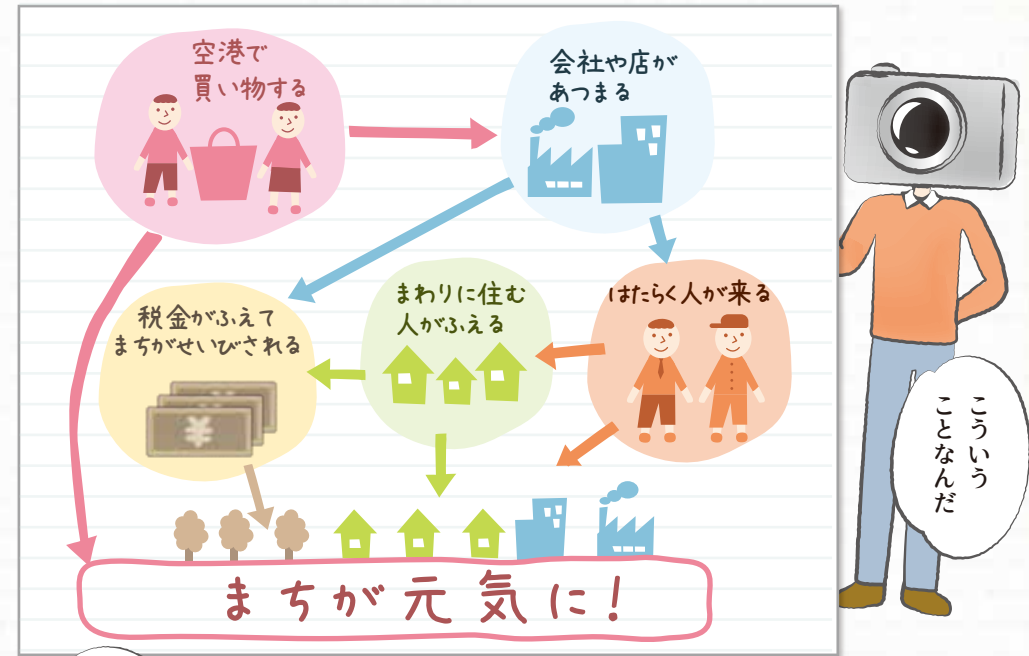 空港で
買い物する
会社や店が
あつまる
税金がふえて
まちがせいびされる
まわりに住む
人がふえる
はたらく人が来る
¥
まちが元気に!
こういう
ことなんだ